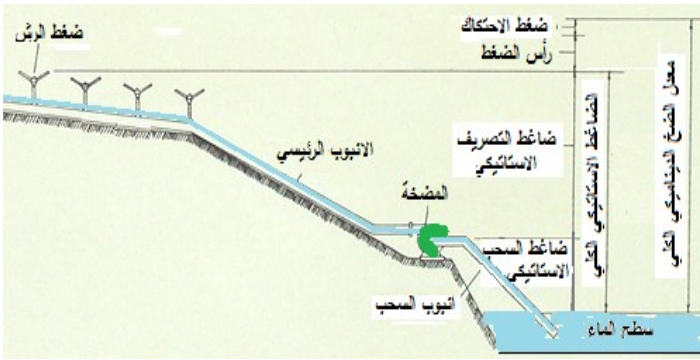 ضغط الرش
ضغط الاحتكاك
رأس الضغط
ضاغط التصريف
الاستاتيكي
الضاغط الاستاتيكي الكلي
معدل الضخ الديناميكي الكلي
الانبوب الرئيسي
المضخة
ضاغط السحب
الاستاتيكي
انبوب السحب
سطح الماء